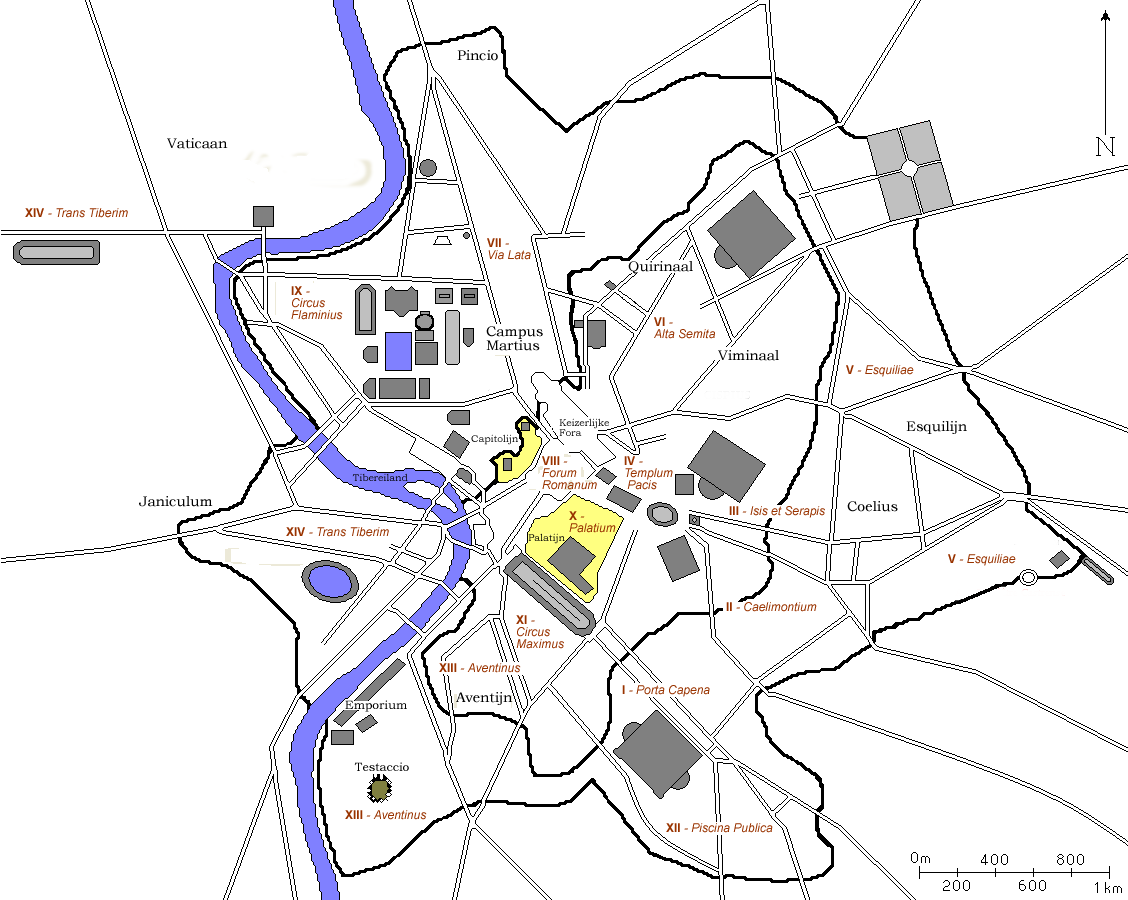 Pincio
N
Vaticaan
XIV - Trans Tiberim
VII -
Via Lata
Quirinaal
IX -
Circus
Flaminius
Campus
Martius
VI -
Alta Semita
Viminaal
V - Esquiliae
Keizerlijke
Fora
Capitolijn
Esquilijn
VIII -
Forum
Romanum
IV -
Templum
Pacis
Tibereiland
Janiculum
III - Isis et Serapis
Coelius
X -
Palatium
XIV - Trans Tiberim
Palatijn
V - Esquiliae
II - Caelimontium
XI -
Circus
Maximus
XIII - Aventinus
I - Porta Capena
Aventijn
Emporium
Testaccio
XIII - Aventinus
XII - Piscina Publica
0m 400 800
200 600 1km